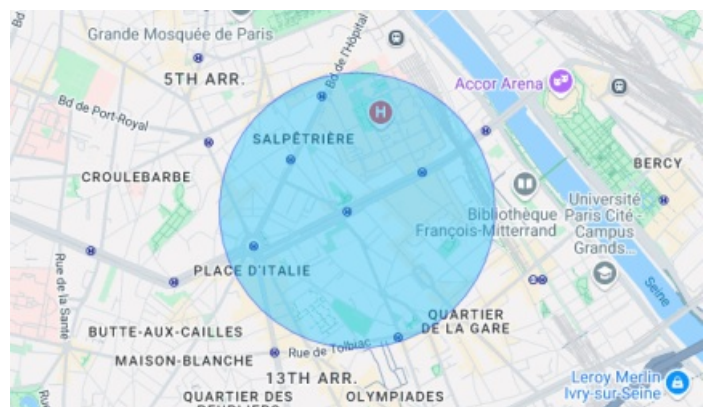 Bd
Grande Mosquée de Paris
Bd de l'Hôpital
5TH ARR.
Accor Arena
Bd de Port-Royal
H
SALPÊTRIÈRE
CROULEBARBE
BERCY
Bibliothèque
François-Mitterrand
Université
Paris Cité -
Campus
Grands...
PLACE D'ITALIE
Rue de la Santé
Seine
QUARTIER
DE LA GARE
BUTTE-AUX-CAILLES
Rue de Tolbiac
MAISON-BLANCHE
13TH ARR.
Leroy Merlin
Ivry-sur-Seine
QUARTIER DES
OLYMPIADES